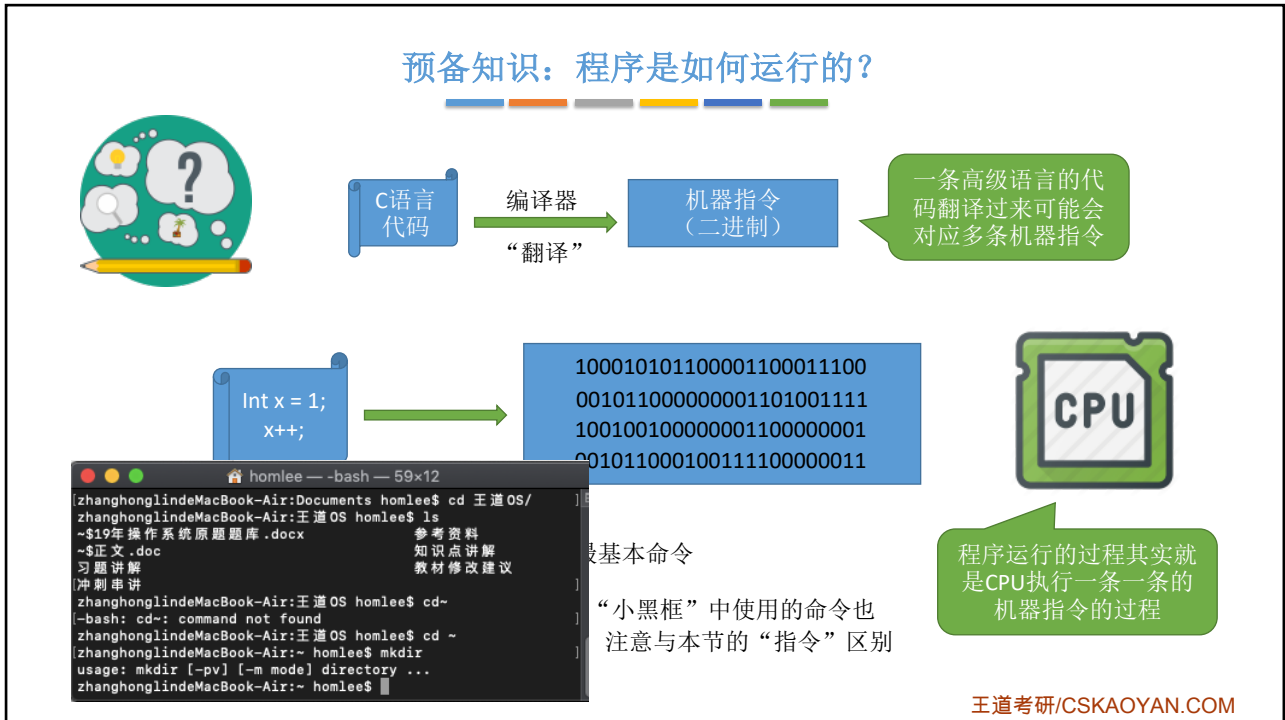 预备知识：程序是如何运行的？
C语言
代码
编译器
“翻译”
机器指令
（二进制）
一条高级语言的代
码翻译过来可能会
对应多条机器指令
Int x = 1;
x++;
100010101100001100011100
001011000000001101001111
100100100000001100000001
001011000100111100000011
CPU
homlee — -bash — 59×12
[zhanghonglindeMacBook-Air:Documents homlee$ cd 王道OS/ ]
zhanghonglindeMacBook-Air:王道OS homlee$ ls
~$19年操作系统原题题库.docx 参考资料
~$正文.doc 知识点讲解
习题讲解 教材修改建议
[冲刺串讲 ]
zhanghonglindeMacBook-Air:王道OS homlee$ cd~
[-bash: cd~: command not found ]
zhanghonglindeMacBook-Air:王道OS homlee$ cd ~
[zhanghonglindeMacBook-Air:~ homlee$ mkdir ]
usage: mkdir [-pv] [-m mode] directory ...
zhanghonglindeMacBook-Air:~ homlee$
基本命令
“小黑框”中使用的命令也
注意与本节的“指令”区别
程序运行的过程其实就
是CPU执行一条一条的
机器指令的过程
王道考研/CSKAOYAN.COM